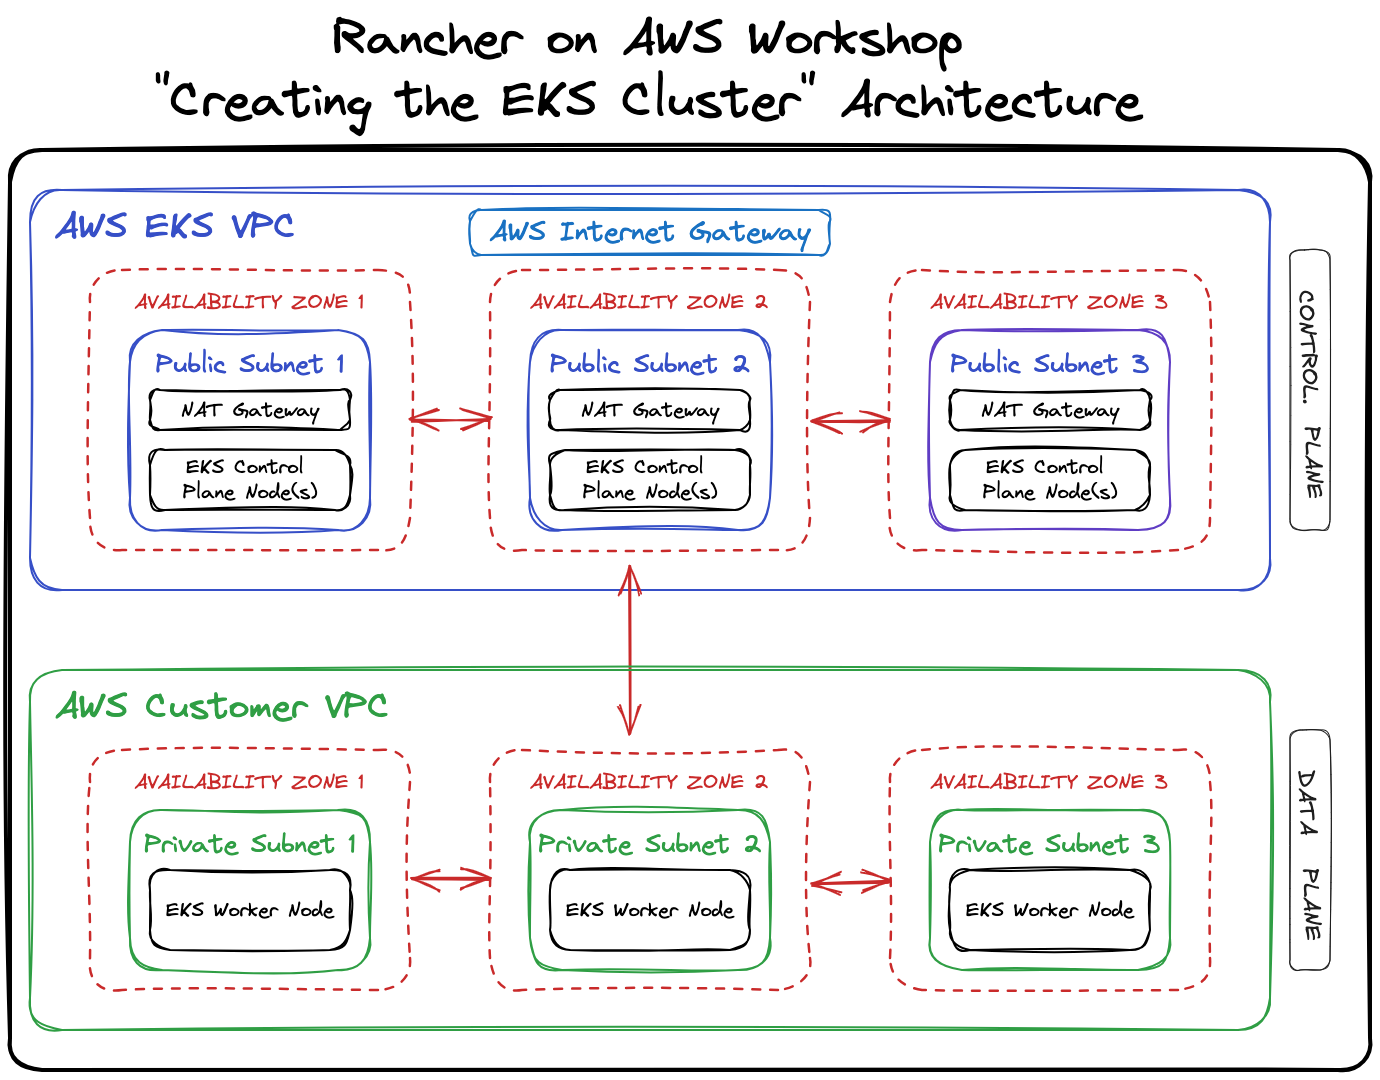 Rancher on AWS Workshop
"Creating the EKS Cluster" Architecture
AWS EKS VPC
AWS Internet Gateway
AVAILABILITY ZONE 1
AVAILABILITY ZONE 2
AVAILABILITY ZONE 3
Public Subnet 1
Public Subnet 2
Public Subnet 3
NAT Gateway
NAT Gateway
NAT Gateway
EKS Control
Plane Node(s)
EKS Control
Plane Node(s)
EKS Control
Plane Node(s)
CONTROL. PLANE
AWS Customer VPC
AVAILABILITY ZONE 1
AVAILABILITY ZONE 2
AVAILABILITY ZONE 3
Private Subnet 1
Private Subnet 2
Private Subnet 3
EKS Worker Node
EKS Worker Node
EKS Worker Node
DATA PLANE